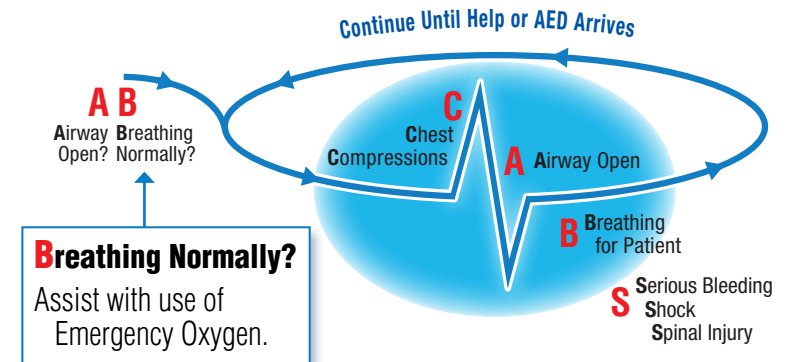 Continue Until Help or AED Arrives
A B
Airway Breathing
Open? Normally?
C
Chest
Compressions
A Airway Open
B Breathing
for Patient
S Serious Bleeding
Shock
Spinal Injury
Breathing Normally?
Assist with use of
Emergency Oxygen.